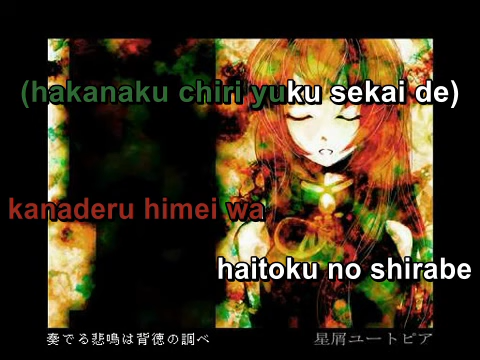 (hakanaku chiri yuku sekai de)
kanaderu himei wa
haitoku no shirabe
奏でる悲鳴は背徳の調べ
星屑ユートピア